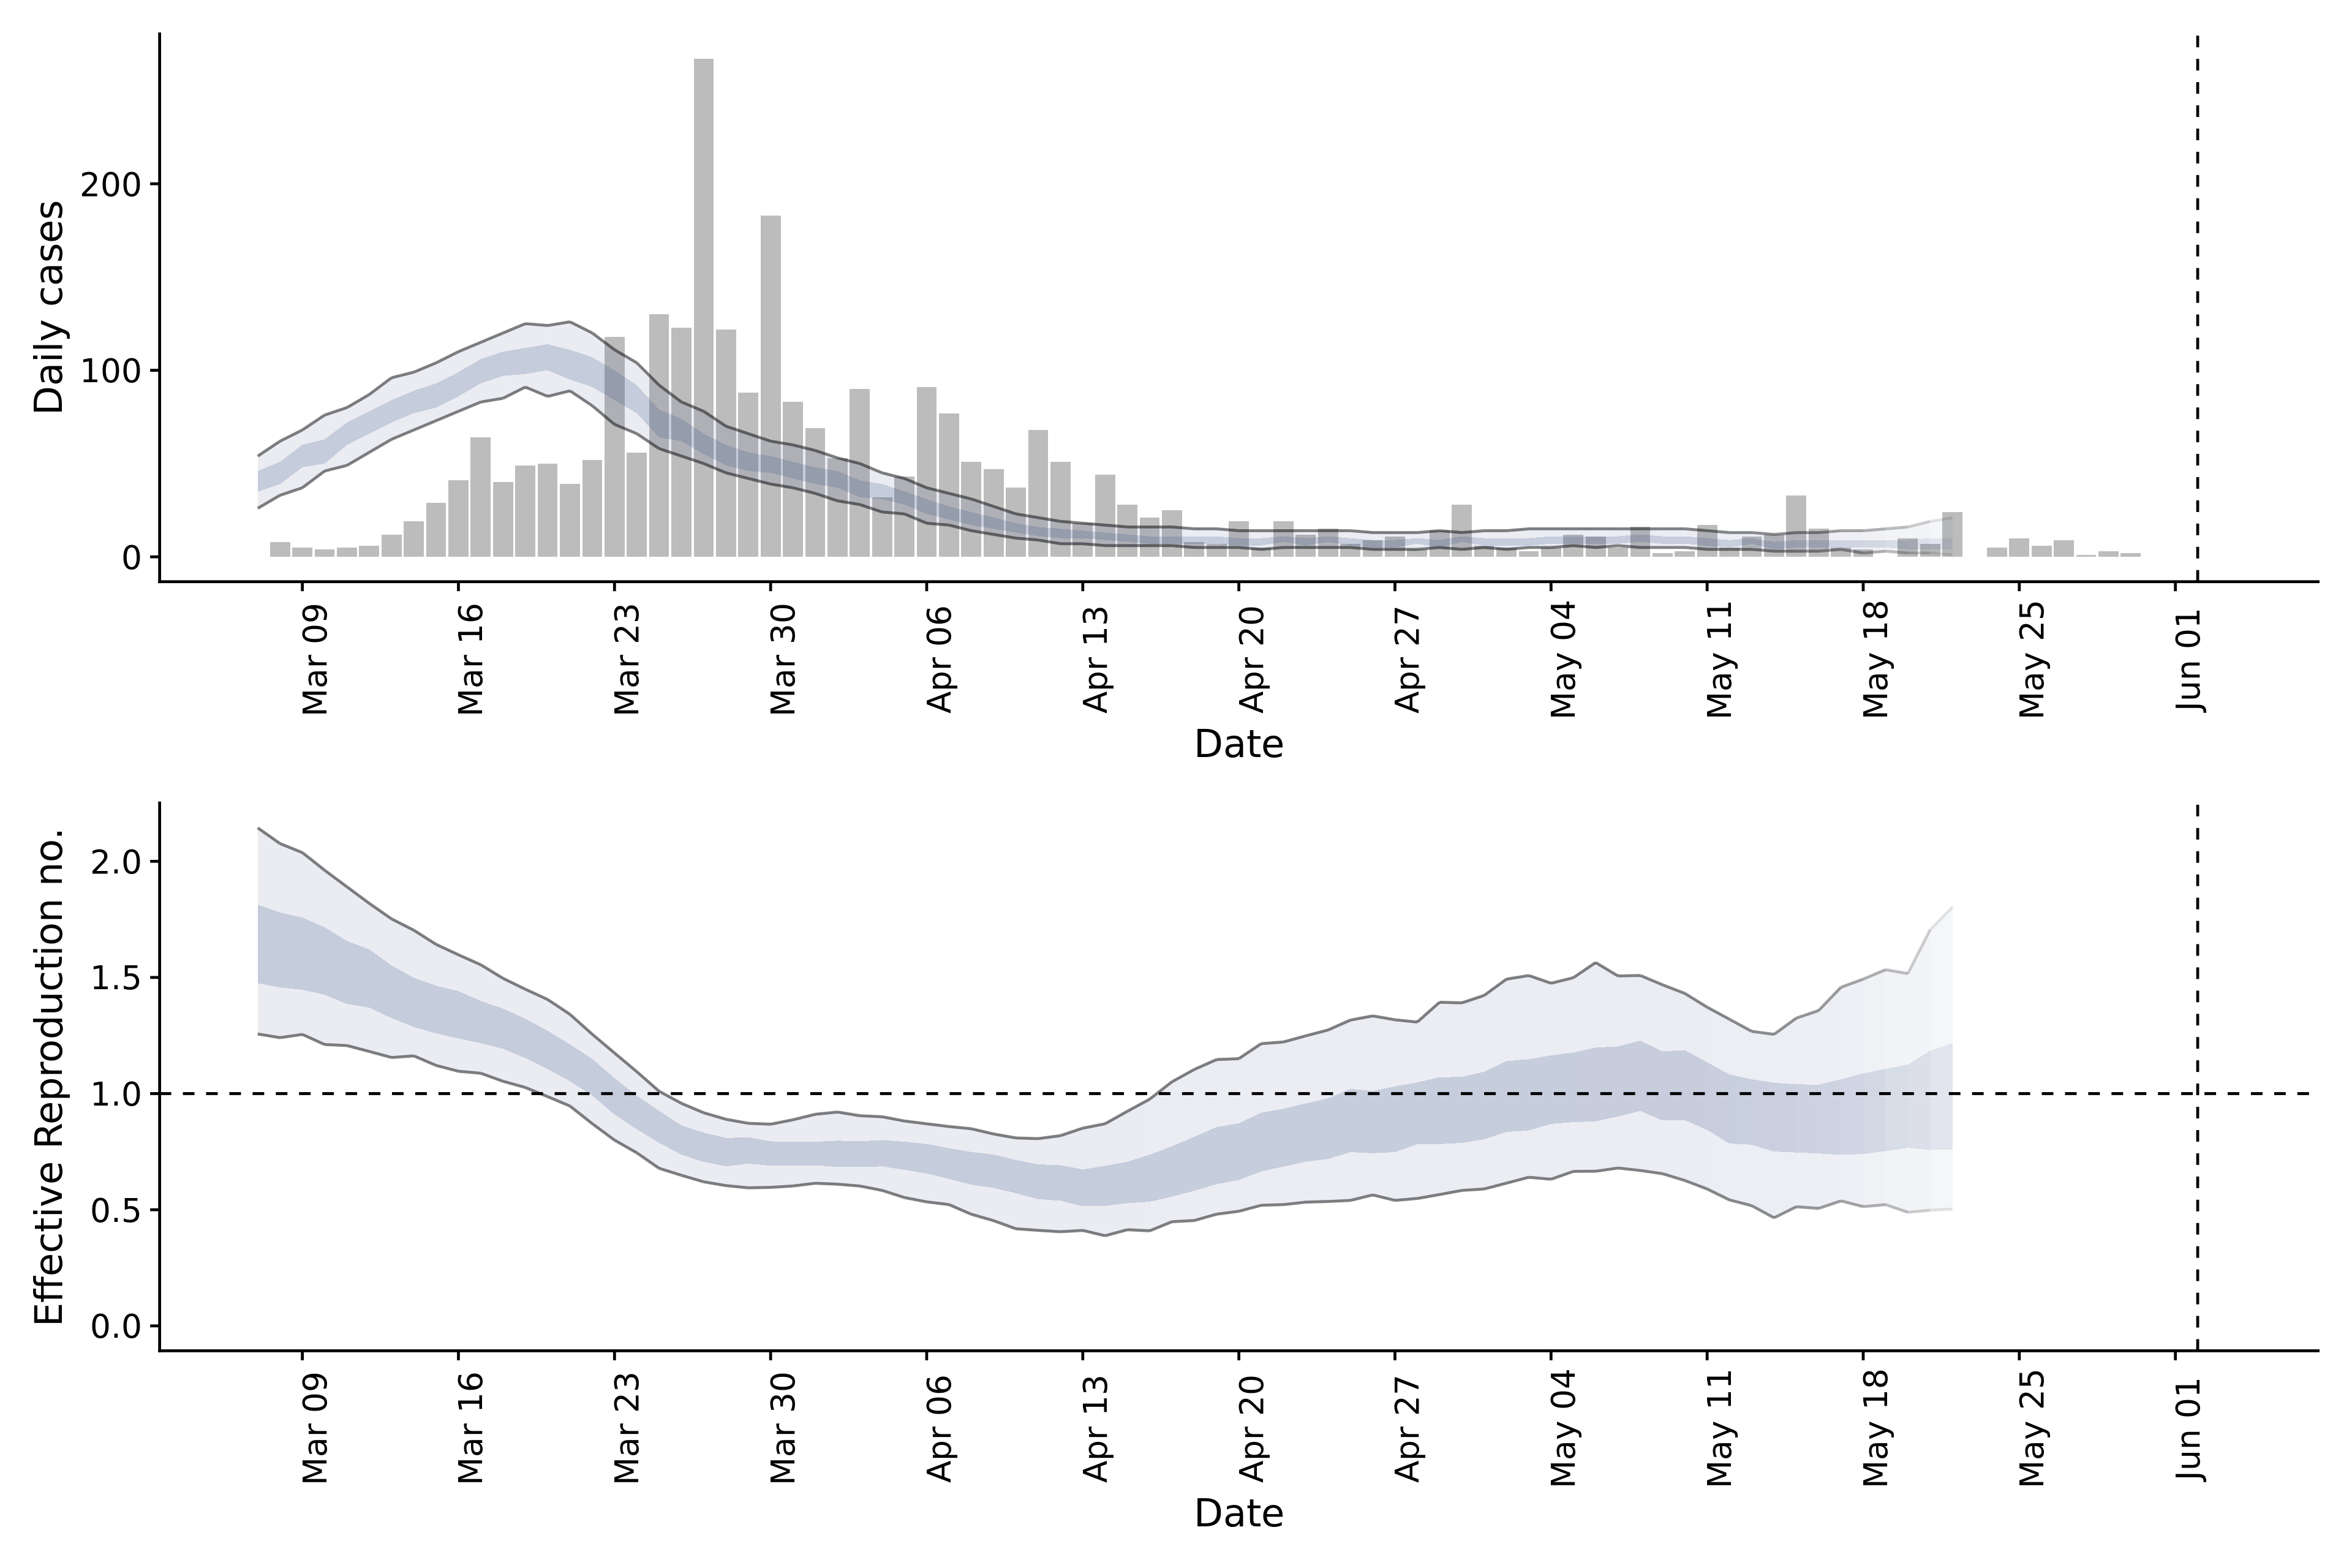 Daily cases
200
100
0
Mar 09
Mar 16
Mar 23
Mar 30
Apr 06
Apr 13
Apr 20
Apr 27
May 04
May 11
May 18
May 25
Jun 01
Date
Effective Reproduction no.
2.0
1.5
1.0
0.5
0.0
Mar 09
Mar 16
Mar 23
Mar 30
Apr 06
Apr 13
Apr 20
Apr 27
May 04
May 11
May 18
May 25
Jun 01
Date